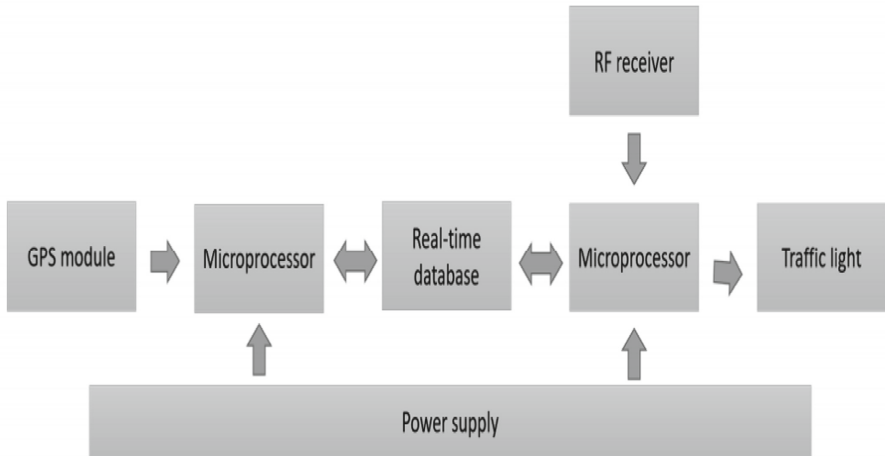 RF receiver
GPS module
Microprocessor
Real-time
database
Microprocessor
Traffic light
Power supply